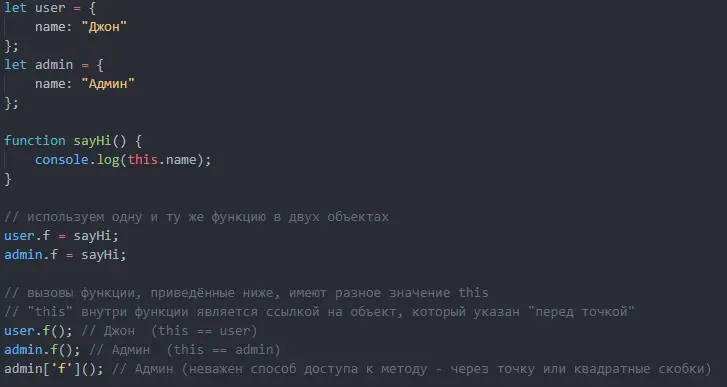 let user = {
    name: "Джон"
};
let admin = {
    name: "Админ"
};

function sayHi() {
    console.log(this.name);
}

// используем одну и ту же функцию в двух объектах
user.f = sayHi;
admin.f = sayHi;

// вызовы функции, приведённые ниже, имеют разное значение this
// "this" внутри функции является ссылкой на объект, который указан "перед точкой"
user.f(); // Джон  (this == user)
admin.f(); // Админ  (this == admin)
admin['f'](); // Админ (неважен способ доступа к методу - через точку или квадратные скобки)